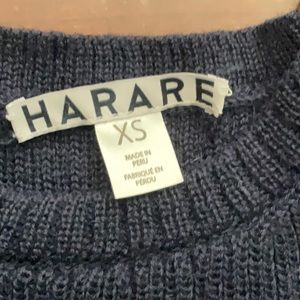 HARARE
XS
MADE IN
PERU
FABRIQUÉ EN
PÉROU